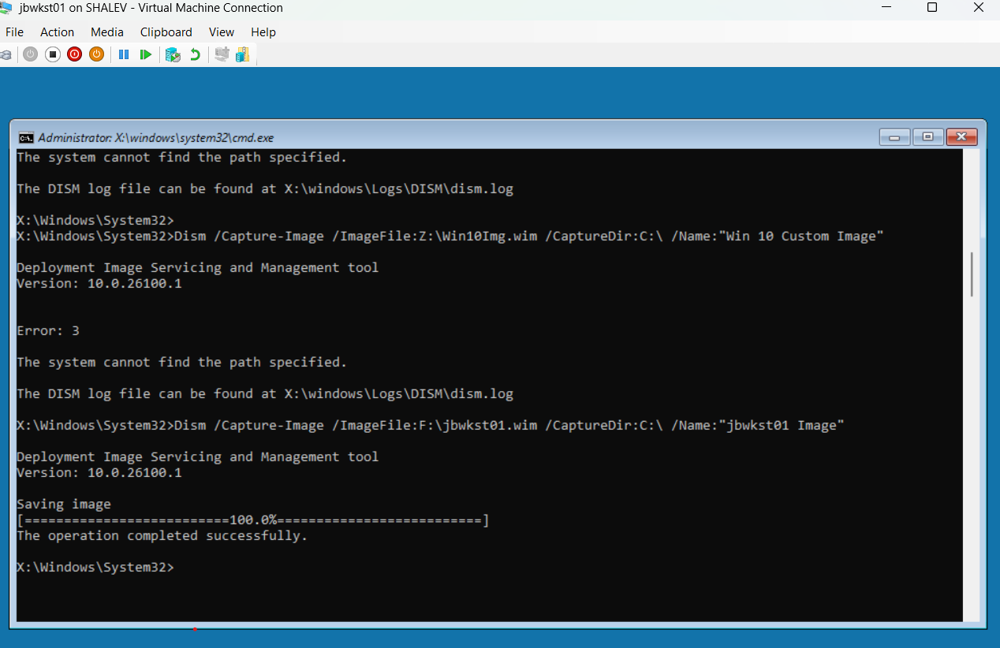 jbwkst01 on SHALEV - Virtual Machine Connection
File Action Media Clipboard View Help
Administrator: X:\windows\system32\cmd.exe
The system cannot find the path specified.
The DISM log file can be found at X:\windows\Logs\DISM\dism.log
X:\Windows\System32>
X:\Windows\System32>Dism /Capture-Image /ImageFile:Z:\Win10Img.wim /CaptureDir:C:\ /Name:"Win 10 Custom Image"
Deployment Image Servicing and Management tool
Version: 10.0.26100.1
Error: 3
The system cannot find the path specified.
The DISM log file can be found at X:\windows\Logs\DISM\dism.log
X:\Windows\System32>Dism /Capture-Image /ImageFile:F:\jbwkst01.wim /CaptureDir:C:\ /Name:"jbwkst01 Image"
Deployment Image Servicing and Management tool
Version: 10.0.26100.1
Saving image
[==========================100.0%==========================]
The operation completed successfully.
X:\Windows\System32>